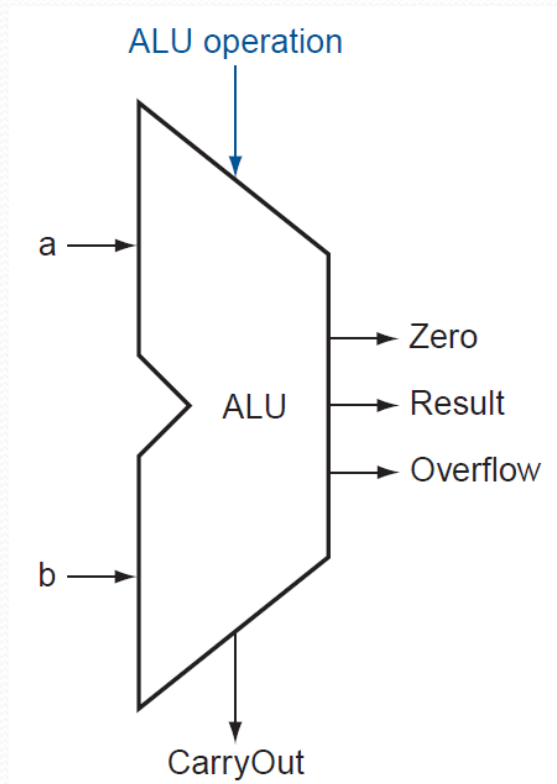 ALU operation
a
Zero
ALU
Result
Overflow
b
CarryOut